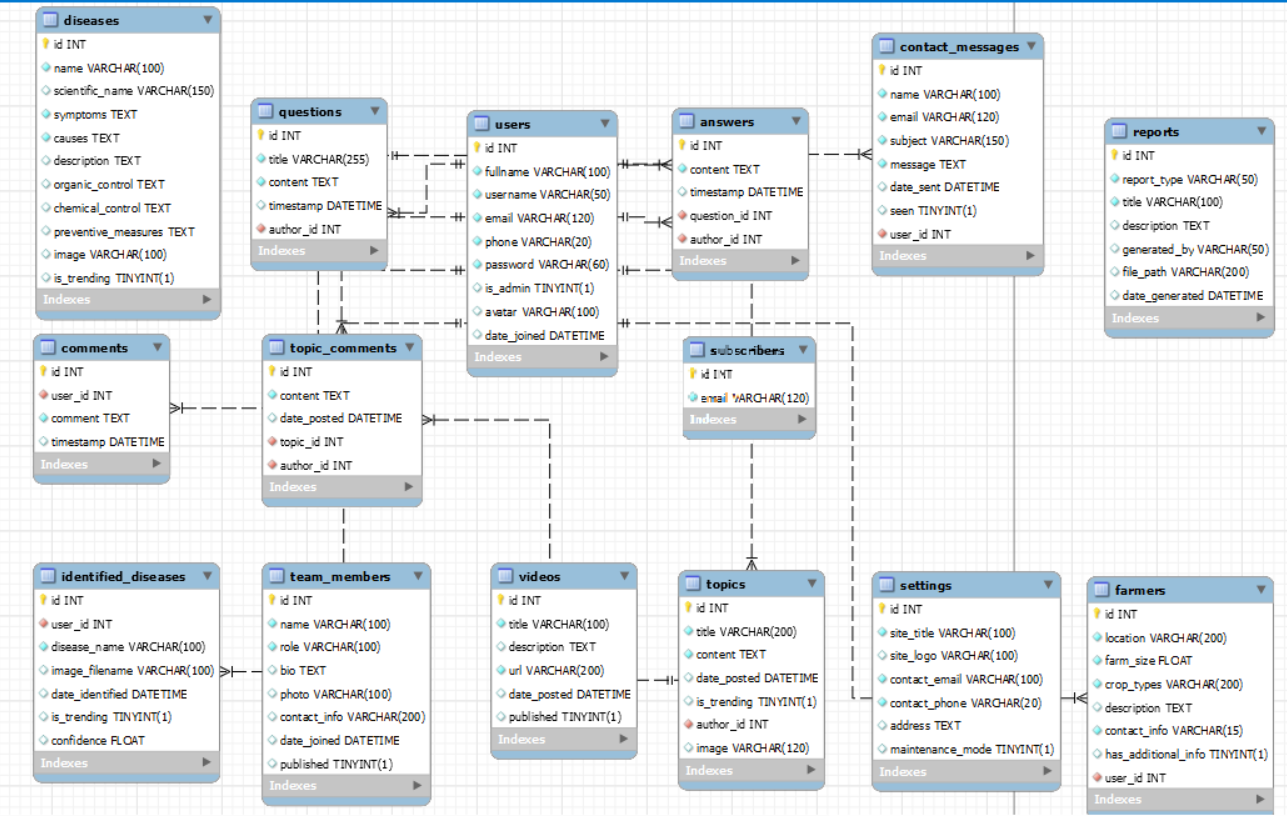 diseases
id INT
name VARCHAR(100)
scientific_name VARCHAR(150)
symptoms TEXT
causes TEXT
description TEXT
organic_control TEXT
chemical_control TEXT
preventive_measures TEXT
image VARCHAR(100)
is_trending TINYINT(1)
Indexes
questions
id INT
title VARCHAR(255)
content TEXT
timestamp DATETIME
author_id INT
Indexes
users
id INT
fullname VARCHAR(100)
username VARCHAR(50)
email VARCHAR(120)
phone VARCHAR(20)
password VARCHAR(60)
is_admin TINYINT(1)
avatar VARCHAR(100)
date_joined DATETIME
Indexes
answers
id INT
content TEXT
timestamp DATETIME
question_id INT
author_id INT
Indexes
contact_messages
id INT
name VARCHAR(100)
email VARCHAR(120)
subject VARCHAR(150)
message TEXT
date_sent DATETIME
seen TINYINT(1)
user_id INT
Indexes
reports
id INT
report_type VARCHAR(50)
title VARCHAR(100)
description TEXT
generated_by VARCHAR(50)
file_path VARCHAR(200)
date_generated DATETIME
Indexes
comments
id INT
user_id INT
comment TEXT
timestamp DATETIME
Indexes
topic_comments
id INT
content TEXT
date_posted DATETIME
topic_id INT
author_id INT
Indexes
subscribers
id INT
email VARCHAR(120)
Indexes
identified_diseases
id INT
user_id INT
disease_name VARCHAR(100)
image_filename VARCHAR(100)
date_identified DATETIME
is_trending TINYINT(1)
confidence FLOAT
Indexes
team_members
id INT
name VARCHAR(100)
role VARCHAR(100)
bio TEXT
photo VARCHAR(100)
contact_info VARCHAR(200)
date_joined DATETIME
published TINYINT(1)
Indexes
videos
id INT
title VARCHAR(100)
description TEXT
url VARCHAR(200)
date_posted DATETIME
published TINYINT(1)
Indexes
topics
id INT
title VARCHAR(200)
content TEXT
date_posted DATETIME
is_trending TINYINT(1)
author_id INT
image VARCHAR(120)
Indexes
settings
id INT
site_title VARCHAR(100)
site_logo VARCHAR(100)
contact_email VARCHAR(100)
contact_phone VARCHAR(20)
address TEXT
maintenance_mode TINYINT(1)
Indexes
farmers
id INT
location VARCHAR(200)
farm_size FLOAT
crop_types VARCHAR(200)
description TEXT
contact_info VARCHAR(15)
has_additional_info TINYINT(1)
user_id INT
Indexes